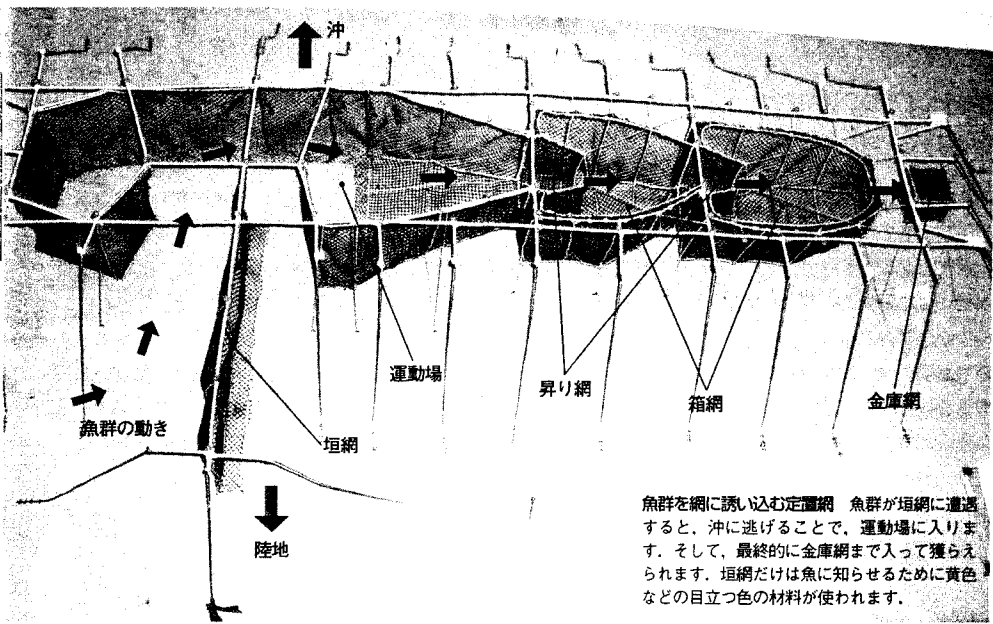 沖
運動場
昇り網
箱網
金庫網
魚群の動き
垣網
陸地
魚群を網に誘い込む定置網 魚群が垣網に遭遇
すると，沖に逃げることで，運動場に入りま
す．そして，最終的に金庫網まで入って獲らえ
られます．垣網だけは魚に知らせるために黄色
などの目立つ色の材料が使われます．